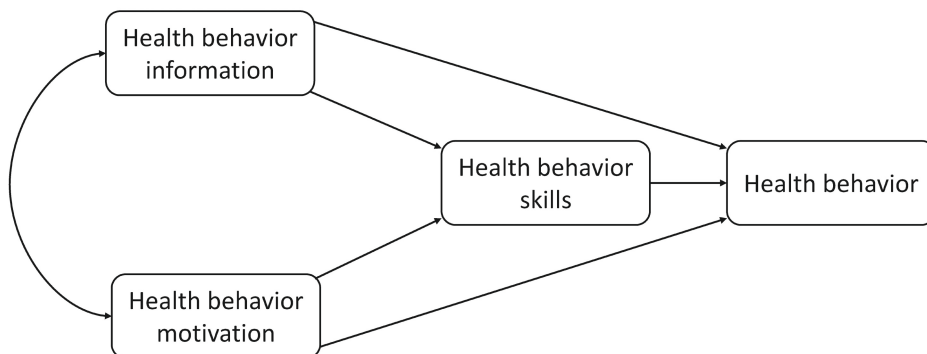 Health behavior
information
Health behavior
skills
Health behavior
Health behavior
motivation